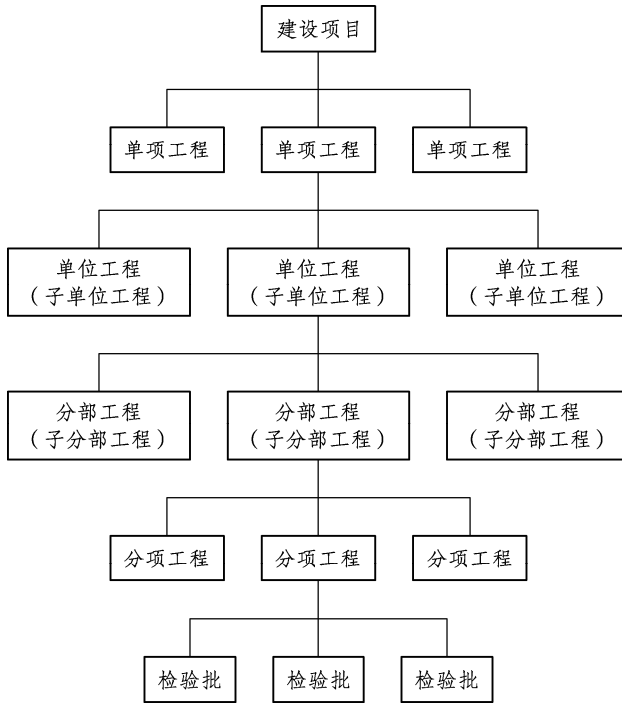 建设项目
单项工程
单项工程
单项工程
单位工程
（子单位工程）
单位工程
（子单位工程）
单位工程
（子单位工程）
分部工程
（子分部工程）
分部工程
（子分部工程）
分部工程
（子分部工程）
分项工程
分项工程
分项工程
检验批
检验批
检验批